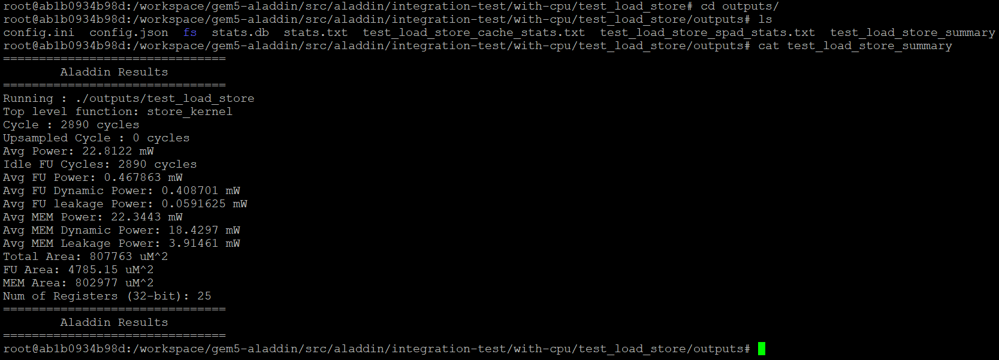 root@ab1b0934b98d:/workspace/gem5-aladdin/src/aladdin/integration-test/with-cpu/test_load_store# cd outputs/
root@ab1b0934b98d:/workspace/gem5-aladdin/src/aladdin/integration-test/with-cpu/test_load_store/outputs# ls
config.ini  config.json  fs  stats.db  stats.txt  test_load_store_cache_stats.txt  test_load_store_spad_stats.txt  test_load_store_summary
root@ab1b0934b98d:/workspace/gem5-aladdin/src/aladdin/integration-test/with-cpu/test_load_store/outputs# cat test_load_store_summary
===============================
        Aladdin Results
===============================
Running : ./outputs/test_load_store
Top level function: store_kernel
Cycle : 2890 cycles
Upsampled Cycle : 0 cycles
Avg Power: 22.8122 mW
Idle FU Cycles: 2890 cycles
Avg FU Power: 0.467863 mW
Avg FU Dynamic Power: 0.408701 mW
Avg FU leakage Power: 0.0591625 mW
Avg MEM Power: 22.3443 mW
Avg MEM Dynamic Power: 18.4297 mW
Avg MEM Leakage Power: 3.91461 mW
Total Area: 807763 uM^2
FU Area: 4785.15 uM^2
MEM Area: 802977 uM^2
Num of Registers (32-bit): 25
===============================
        Aladdin Results
===============================
root@ab1b0934b98d:/workspace/gem5-aladdin/src/aladdin/integration-test/with-cpu/test_load_store/outputs#